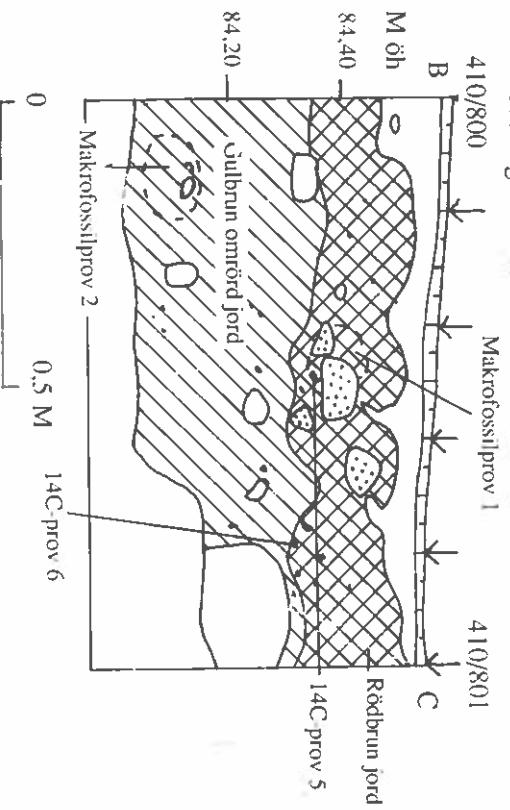 410/800
410/801
B
C
M öh
84,40
84,20
Makrofossilprov 1
Rödbrun jord
Gulbrun omrörd jord
14C-prov 5
Makrofossilprov 2
14C-prov 6
0
0,5 M